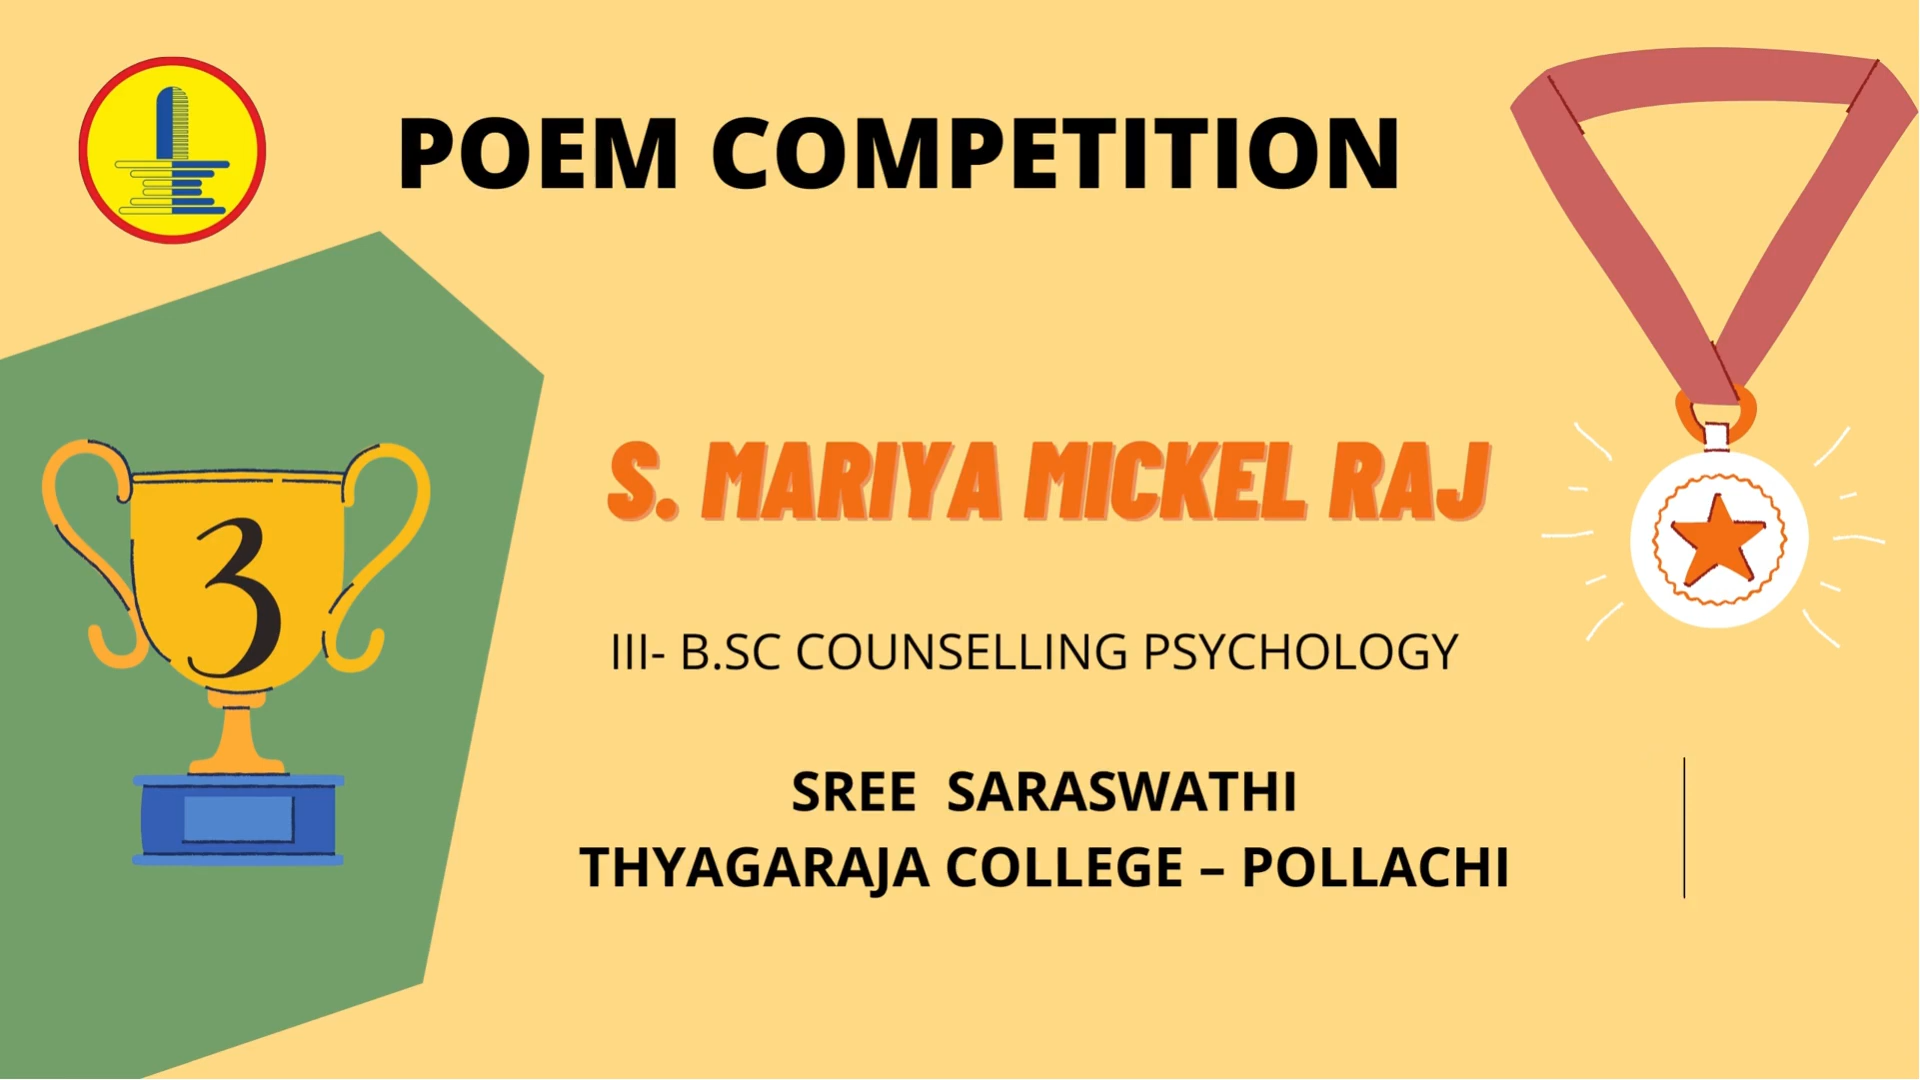 POEM COMPETITION
3
S. MARIYA MICKEL RAJ
III- B.SC COUNSELLING PSYCHOLOGY
SREE SARASWATHI
THYAGARAJA COLLEGE – POLLACHI